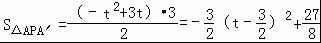 S△APA′ = (－t²+3t)・3/2 = －3/2 (t－3/2)²+27/8